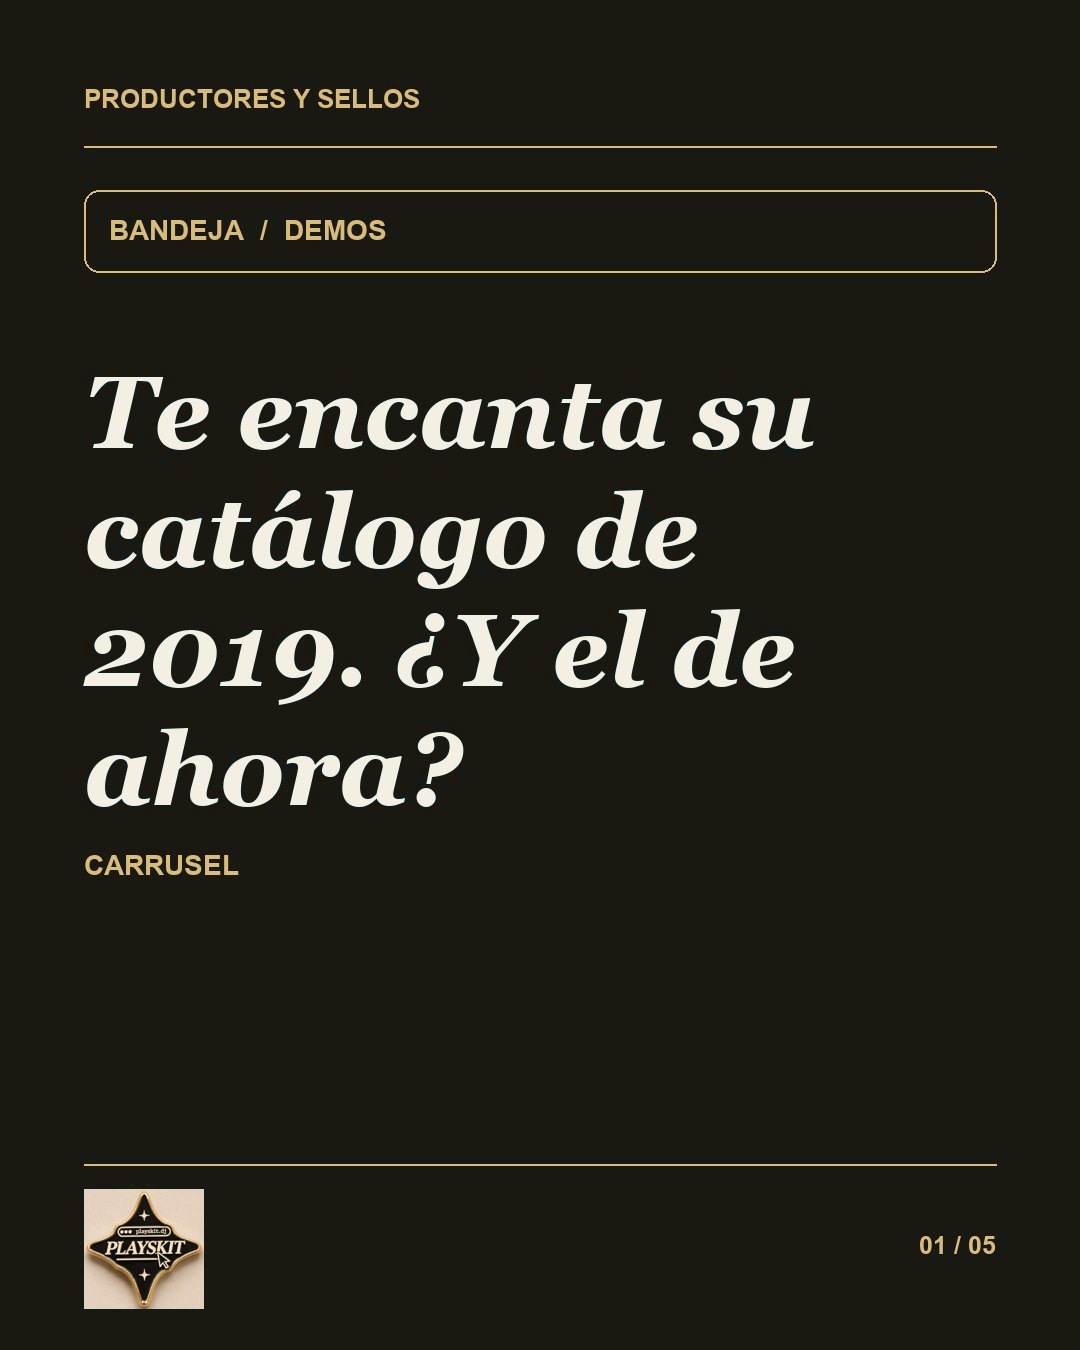 PRODUCTORES Y SELLOS
BANDEJA / DEMOS
Te encanta su
catálogo de
2019. ¿Y el de
ahora?
CARRUSEL
playskit.dj
PLAYSKIT
01 / 05